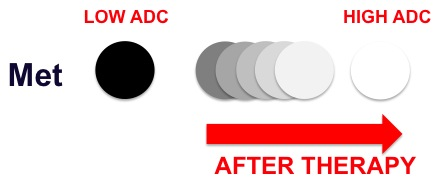 LOW ADC
HIGH ADC
Met
AFTER THERAPY